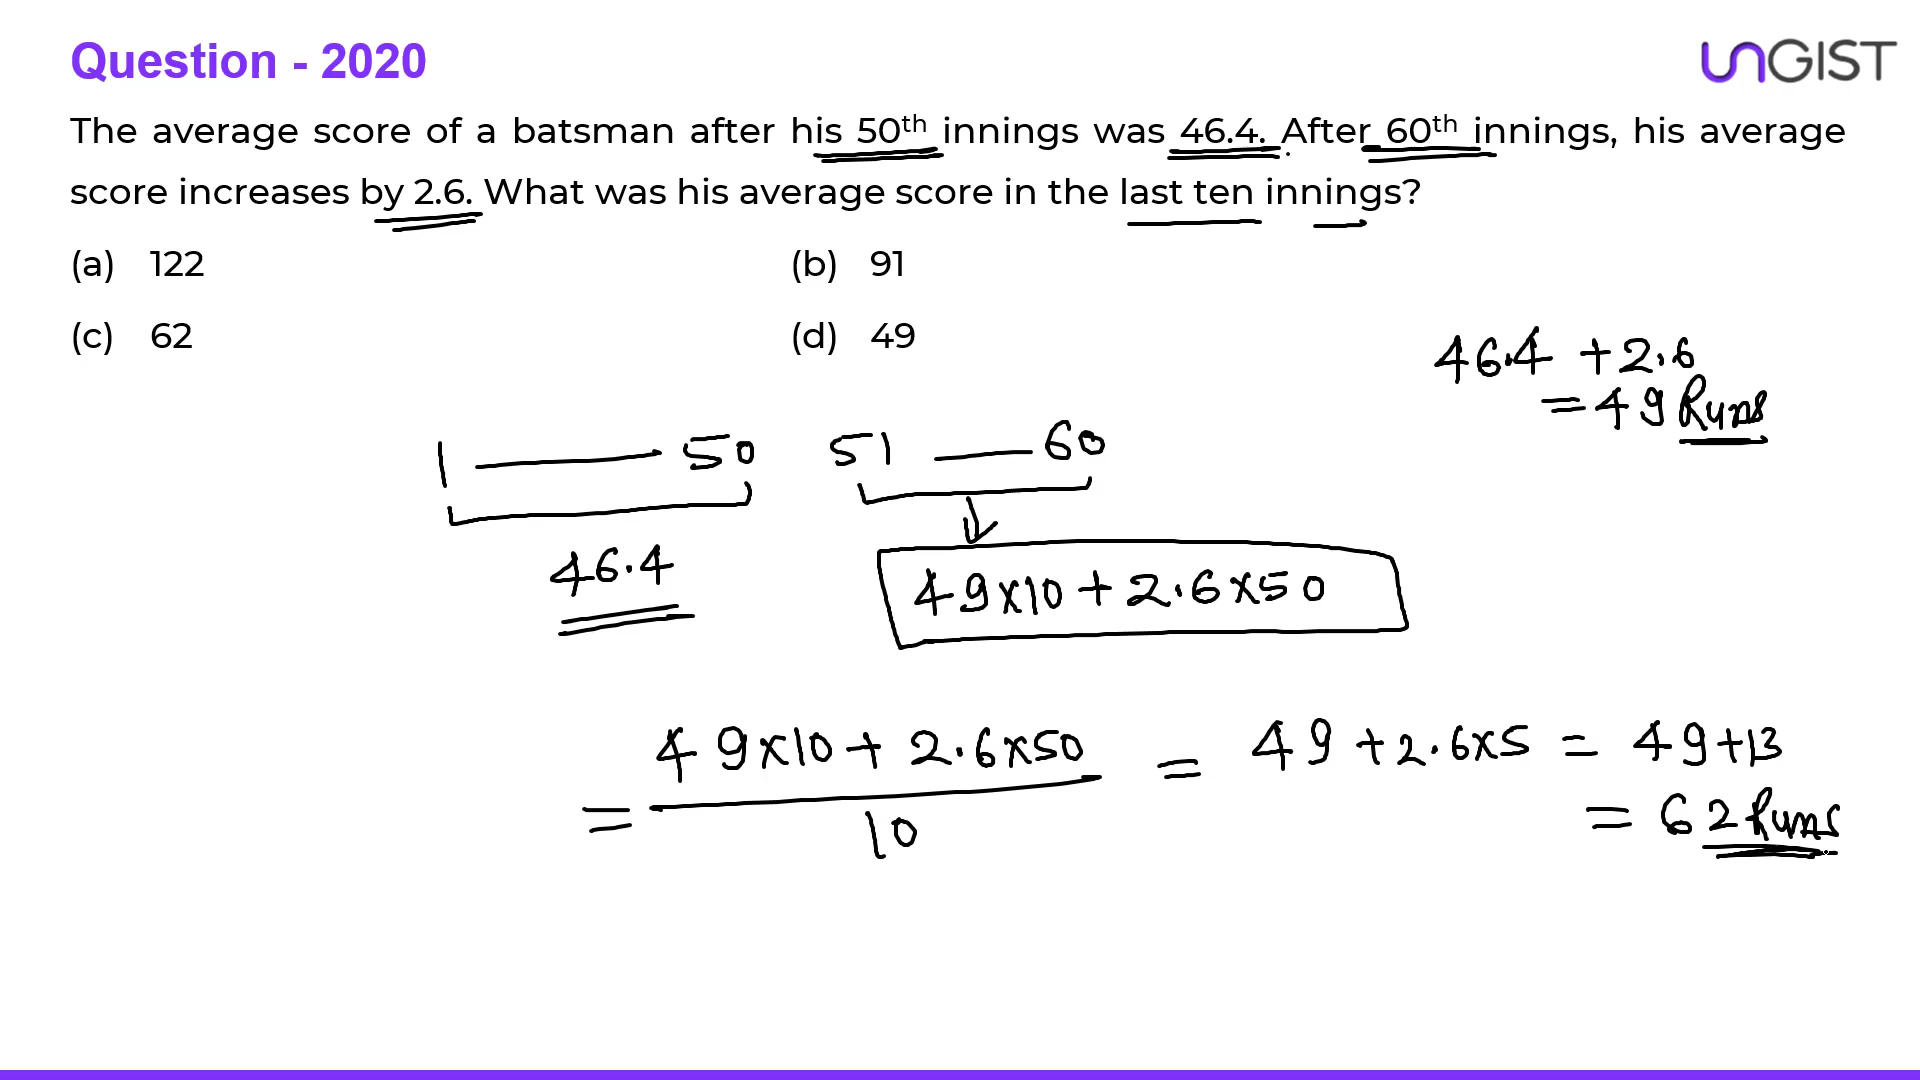 Question - 2020
UNGIST
The average score of a batsman after his 50th innings was 46.4. After 60th innings, his average
score increases by 2.6. What was his average score in the last ten innings?
(a) 122
(b) 91
(c) 62
(d) 49
46.4 + 2.6
= 49 Runs
1 — 50 51 — 60
46.4
49x10 + 2.6x50
= 49x10 + 2.6x50 / 10 = 49 + 2.6x5 = 49+13
= 62 Runs